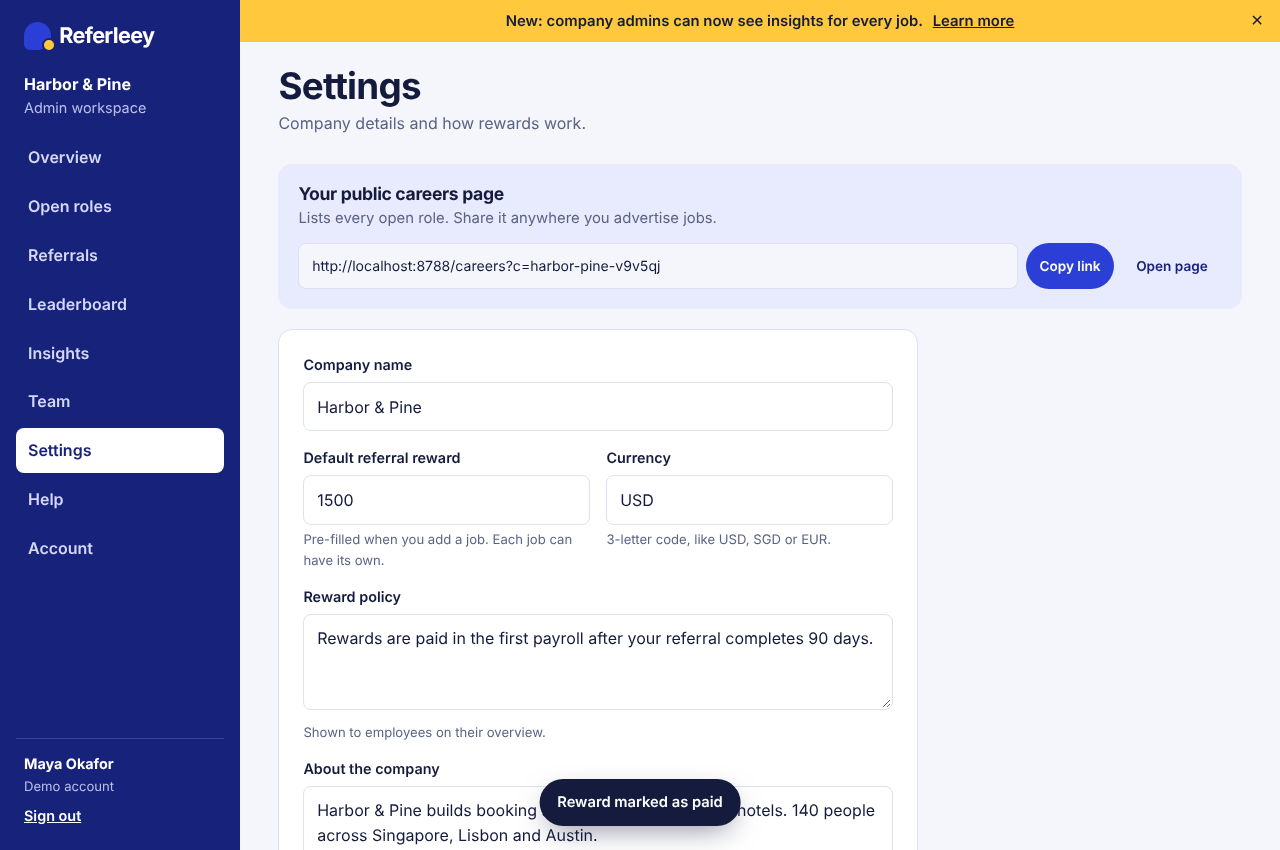 New: company admins can now see insights for every job. Learn more ×
Referleey
Harbor & Pine
Admin workspace
Overview
Open roles
Referrals
Leaderboard
Insights
Team
Settings
Help
Account
Maya Okafor
Demo account
Sign out
Settings
Company details and how rewards work.
Your public careers page
Lists every open role. Share it anywhere you advertise jobs.
http://localhost:8788/careers?c=harbor-pine-v9v5qj
Copy link
Open page
Company name
Harbor & Pine
Default referral reward
1500
Pre-filled when you add a job. Each job can
have its own.
Currency
USD
3-letter code, like USD, SGD or EUR.
Reward policy
Rewards are paid in the first payroll after your referral completes 90 days.
Shown to employees on their overview.
About the company
Harbor & Pine builds booking hotels. 140 people
across Singapore, Lisbon and Austin.
Reward marked as paid